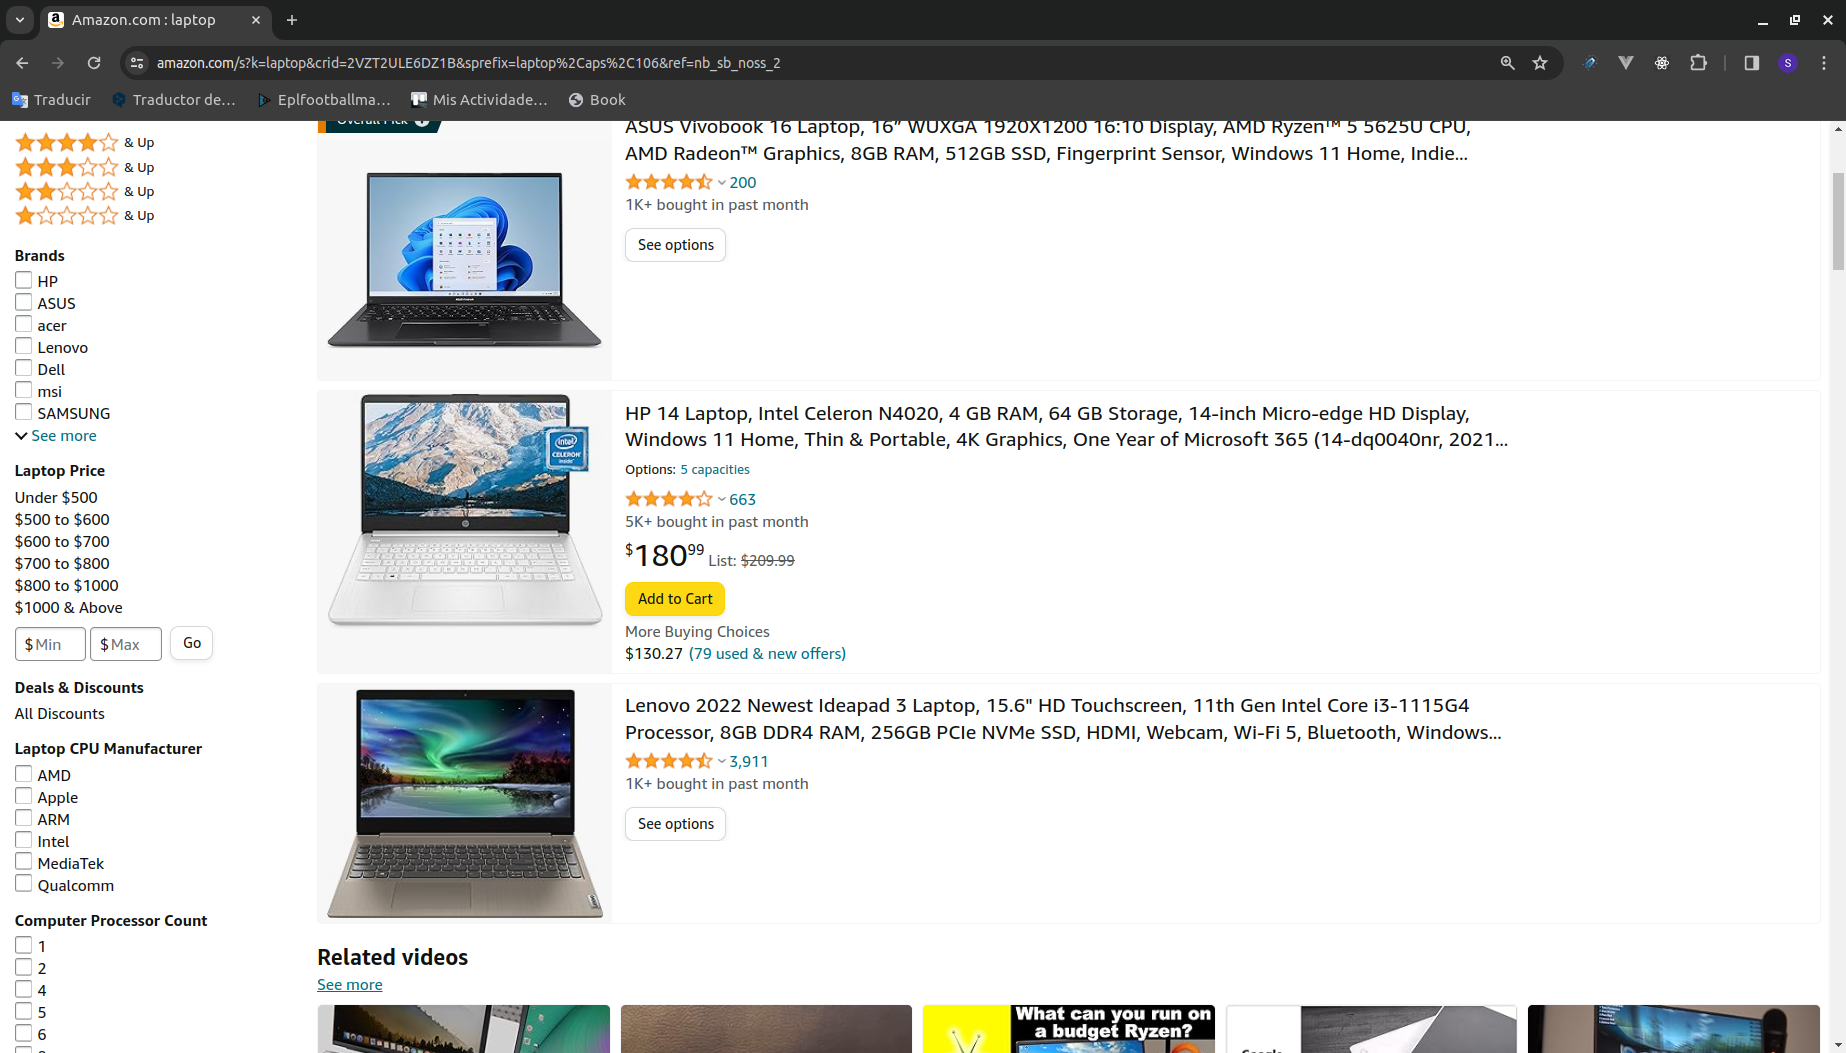 Amazon.com : laptop
amazon.com/s?k=laptop&crid=2VZT2ULE6DZ1B&sprefix=laptop%2Caps%2C106&ref=nb_sb_noss_2
S
Traducir
Traductor de...
Eplfootballma...
Mis Actividade...
Book
& Up
& Up
& Up
& Up
Brands
HP
ASUS
acer
Lenovo
Dell
msi
SAMSUNG
See more
Laptop Price
Under $500
$500 to $600
$600 to $700
$700 to $800
$800 to $1000
$1000 & Above
$ Min
$ Max
Go
Deals & Discounts
All Discounts
Laptop CPU Manufacturer
AMD
Apple
ARM
Intel
MediaTek
Qualcomm
Computer Processor Count
1
2
4
5
6
Overall Pick
ASUS Vivobook 16 Laptop, 16” WUXGA 1920X1200 16:10 Display, AMD Ryzen™ 5 5625U CPU,
AMD Radeon™ Graphics, 8GB RAM, 512GB SSD, Fingerprint Sensor, Windows 11 Home, Indie...
200
1K+ bought in past month
See options
intel
CELERON
inside
HP 14 Laptop, Intel Celeron N4020, 4 GB RAM, 64 GB Storage, 14-inch Micro-edge HD Display,
Windows 11 Home, Thin & Portable, 4K Graphics, One Year of Microsoft 365 (14-dq0040nr, 2021...
Options: 5 capacities
663
5K+ bought in past month
$180.99 List: $209.99
Add to Cart
More Buying Choices
$130.27 (79 used & new offers)
Lenovo 2022 Newest Ideapad 3 Laptop, 15.6" HD Touchscreen, 11th Gen Intel Core i3-1115G4
Processor, 8GB DDR4 RAM, 256GB PCIe NVMe SSD, HDMI, Webcam, Wi-Fi 5, Bluetooth, Windows...
3,911
1K+ bought in past month
See options
Related videos
See more
What can you run on
a budget Ryzen?